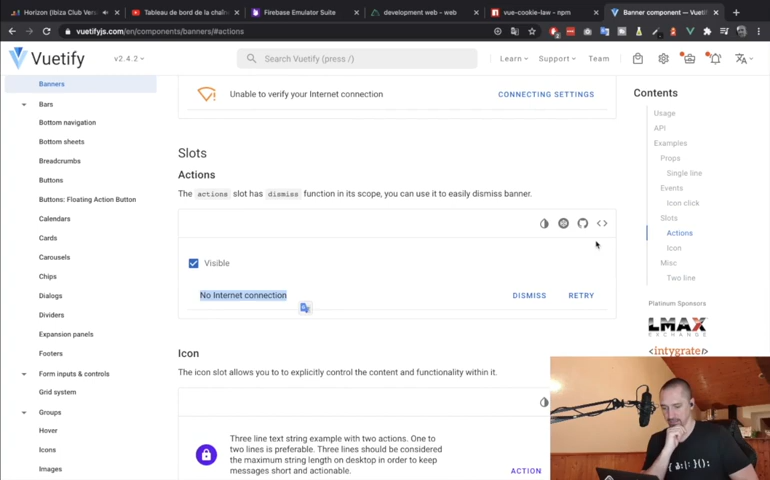 Horizon (Ibiza Club Vers
Tableau de bord de la chaîn
Firebase Emulator Suite
development web - web
vue-cookie-law - npm
Banner component — Vueti
vuetifyjs.com/en/components/banners/#actions
Vuetify
v2.4.2
Search Vuetify (press /)
Learn
Support
Team
Banners
Bars
Bottom navigation
Bottom sheets
Breadcrumbs
Buttons
Buttons: Floating Action Button
Calendars
Cards
Carousels
Chips
Dialogs
Dividers
Expansion panels
Footers
Form inputs & controls
Grid system
Groups
Hover
Icons
Images
Unable to verify your Internet connection
CONNECTING SETTINGS
Slots
Actions
The actions slot has dismiss function in its scope, you can use it to easily dismiss banner.
Visible
No Internet connection
DISMISS
RETRY
Icon
The icon slot allows you to to explicitly control the content and functionality within it.
Three line text string example with two actions. One to
two lines is preferable. Three lines should be considered
the maximum string length on desktop in order to keep
messages short and actionable.
ACTION
Contents
Usage
API
Examples
Props
Single line
Events
Icon click
Slots
Actions
Icon
Misc
Two line
Platinum Sponsors
LMAX
EXCHANGE
<intygrate/>
{ a:|:}():